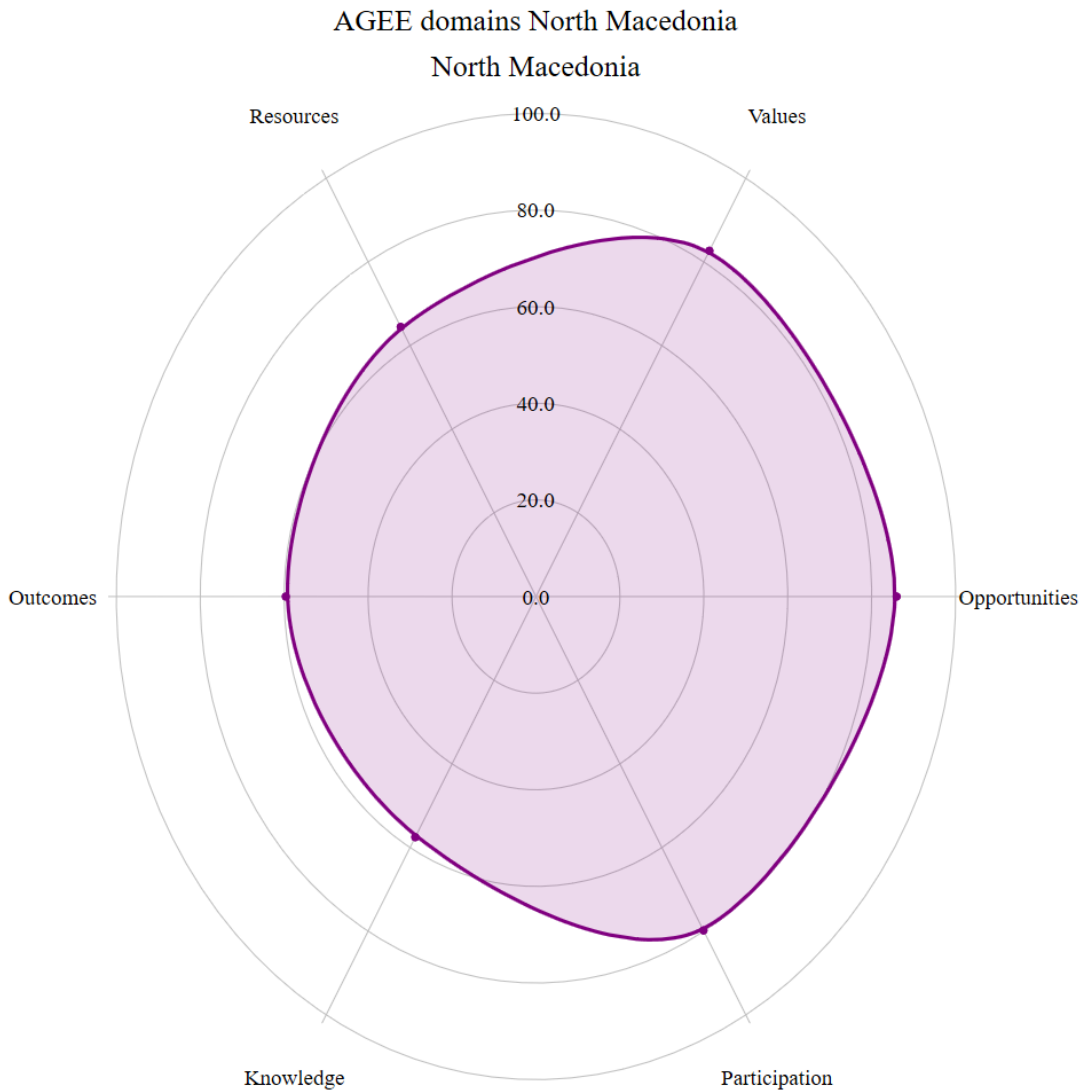 AGEE domains North Macedonia
North Macedonia
Resources
100.0
Values
80.0
60.0
40.0
20.0
Outcomes
0.0
Opportunities
Knowledge
Participation